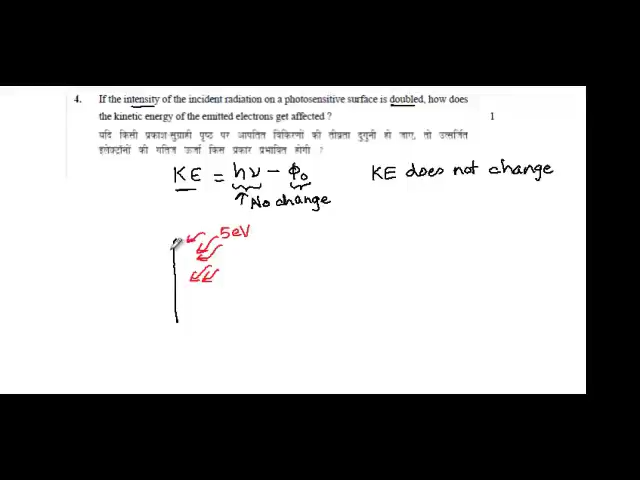 4. If the intensity of the incident radiation on a photosensitive surface is doubled, how does
the kinetic energy of the emitted electrons get affected ? 1
यदि किसी प्रकाश-सुग्राही पृष्ठ पर आपतित विकिरणों की तीव्रता दुगुनी हो जाए, तो उत्सर्जित
इलेक्ट्रॉनों की गतिज ऊर्जा किस प्रकार प्रभावित होगी ?
KE = hν - ϕ₀ KE does not change
↑ No change
5eV